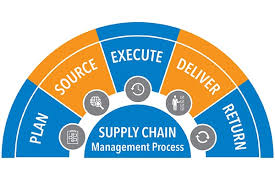 PLAN
SOURCE
EXECUTE
DELIVER
RETURN
SUPPLY CHAIN
Management Process